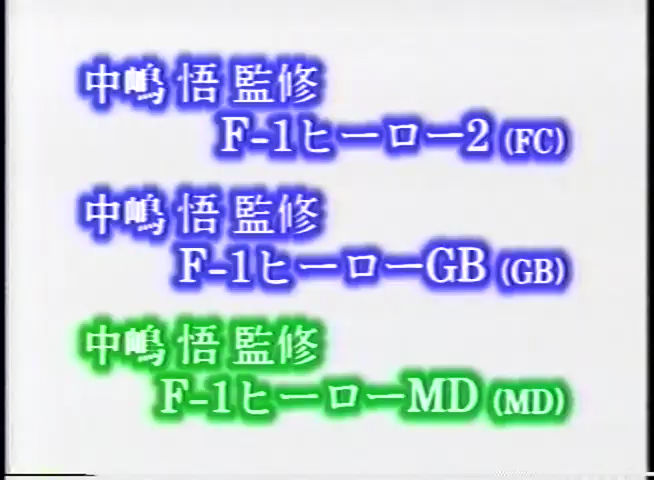 中嶋 悟 監修
F-1ヒーロー2 (FC)
中嶋 悟 監修
F-1ヒーローGB (GB)
中嶋 悟 監修
F-1ヒーローMD (MD)